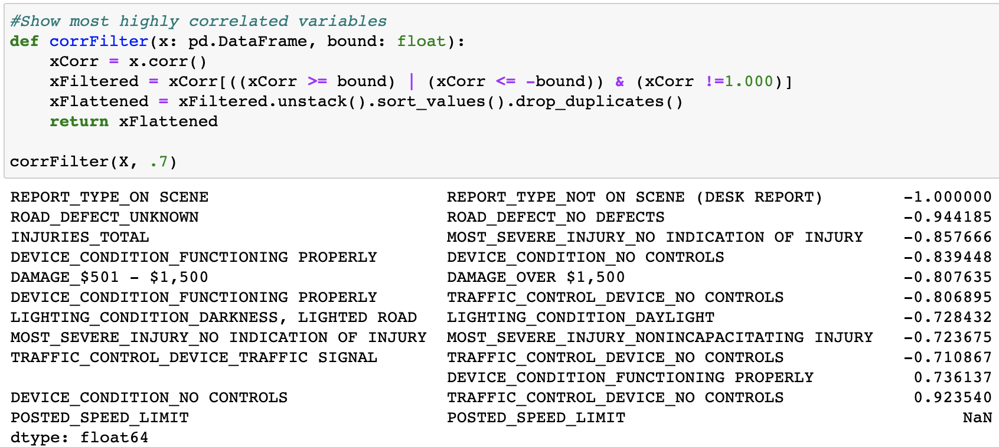 #Show most highly correlated variables
def corrFilter(x: pd.DataFrame, bound: float):
    xCorr = x.corr()
    xFiltered = xCorr[((xCorr >= bound) | (xCorr <= -bound)) & (xCorr !=1.000)]
    xFlattened = xFiltered.unstack().sort_values().drop_duplicates()
    return xFlattened

corrFilter(X, .7)
REPORT_TYPE_ON SCENE                       REPORT_TYPE_NOT ON SCENE (DESK REPORT)        -1.000000
ROAD_DEFECT_UNKNOWN                        ROAD_DEFECT_NO DEFECTS                        -0.944185
INJURIES_TOTAL                             MOST_SEVERE_INJURY_NO INDICATION OF INJURY    -0.857666
DEVICE_CONDITION_FUNCTIONING PROPERLY      DEVICE_CONDITION_NO CONTROLS                  -0.839448
DAMAGE_$501 - $1,500                       DAMAGE_OVER $1,500                            -0.807635
DEVICE_CONDITION_FUNCTIONING PROPERLY      TRAFFIC_CONTROL_DEVICE_NO CONTROLS            -0.806895
LIGHTING_CONDITION_DARKNESS, LIGHTED ROAD  LIGHTING_CONDITION_DAYLIGHT                   -0.728432
MOST_SEVERE_INJURY_NO INDICATION OF INJURY  MOST_SEVERE_INJURY_NONINCAPACITATING INJURY   -0.723675
TRAFFIC_CONTROL_DEVICE_TRAFFIC SIGNAL      TRAFFIC_CONTROL_DEVICE_NO CONTROLS            -0.710867
                                           DEVICE_CONDITION_FUNCTIONING PROPERLY          0.736137
DEVICE_CONDITION_NO CONTROLS               TRAFFIC_CONTROL_DEVICE_NO CONTROLS             0.923540
POSTED_SPEED_LIMIT                         POSTED_SPEED_LIMIT                                  NaN
dtype: float64